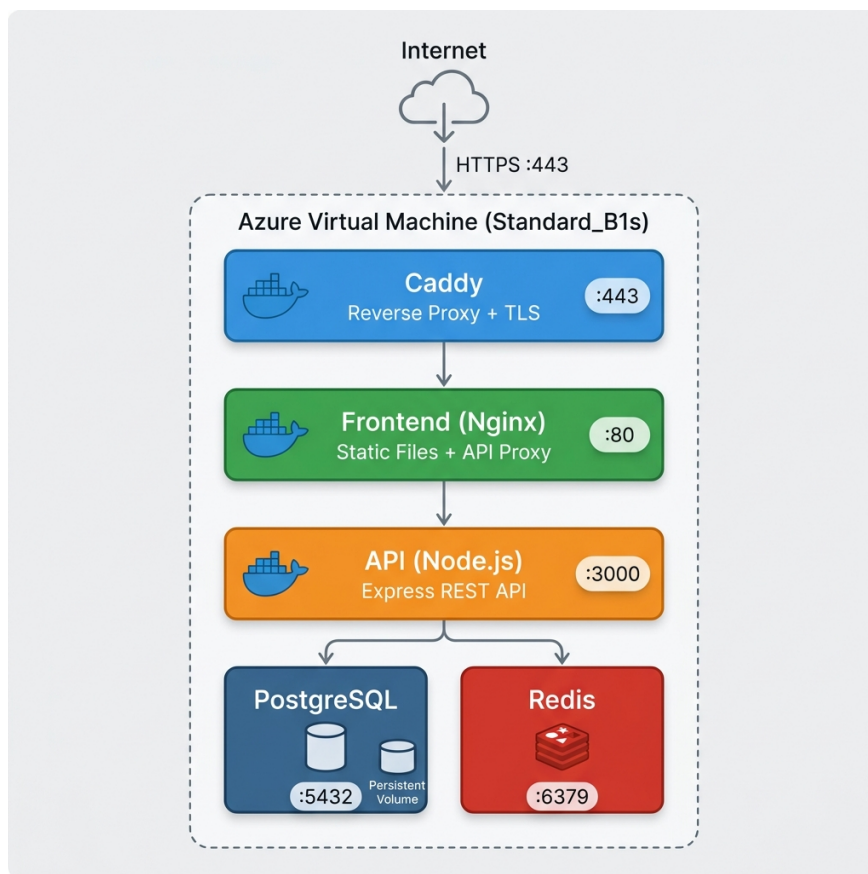 Internet
HTTPS :443
Azure Virtual Machine (Standard_B1s)
Caddy
Reverse Proxy + TLS
:443
Frontend (Nginx)
Static Files + API Proxy
:80
API (Node.js)
Express REST API
:3000
PostgreSQL
:5432
Persistent
Volume
Redis
:6379